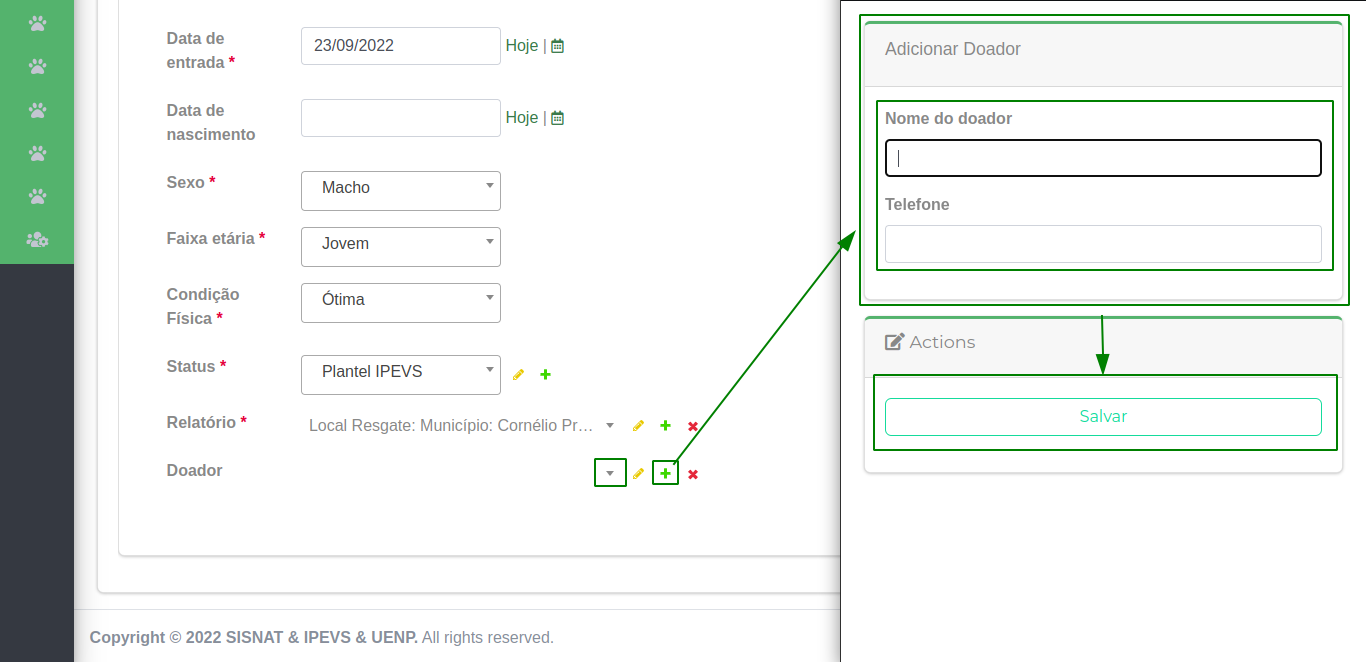 Data de
entrada *
23/09/2022
Hoje |
Data de
nascimento
Hoje |
Sexo *
Macho
Faixa etária *
Jovem
Condição
Física *
Ótima
Status *
Plantel IPEVS
Relatório *
Local Resgate: Município: Cornélio Pr…
Doador
Copyright © 2022 SISNAT & IPEVS & UENP. All rights reserved.
Adicionar Doador
Nome do doador
Telefone
Actions
Salvar